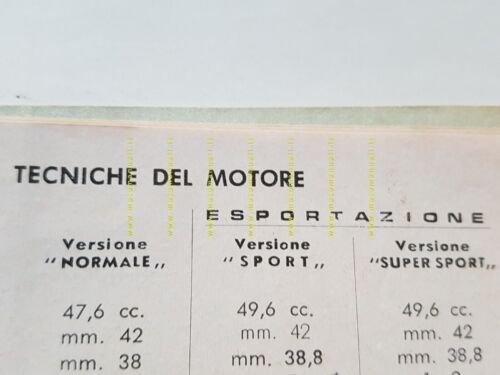 TECNICHE DEL MOTORE
ESPORTAZIONE
Versione Versione Versione
"NORMALE„ "SPORT„ "SUPER SPORT„
47,6 cc. 49,6 cc. 49,6 cc.
mm. 42 mm. 42 mm. 42
mm. 38 mm. 38,8 mm. 38,8